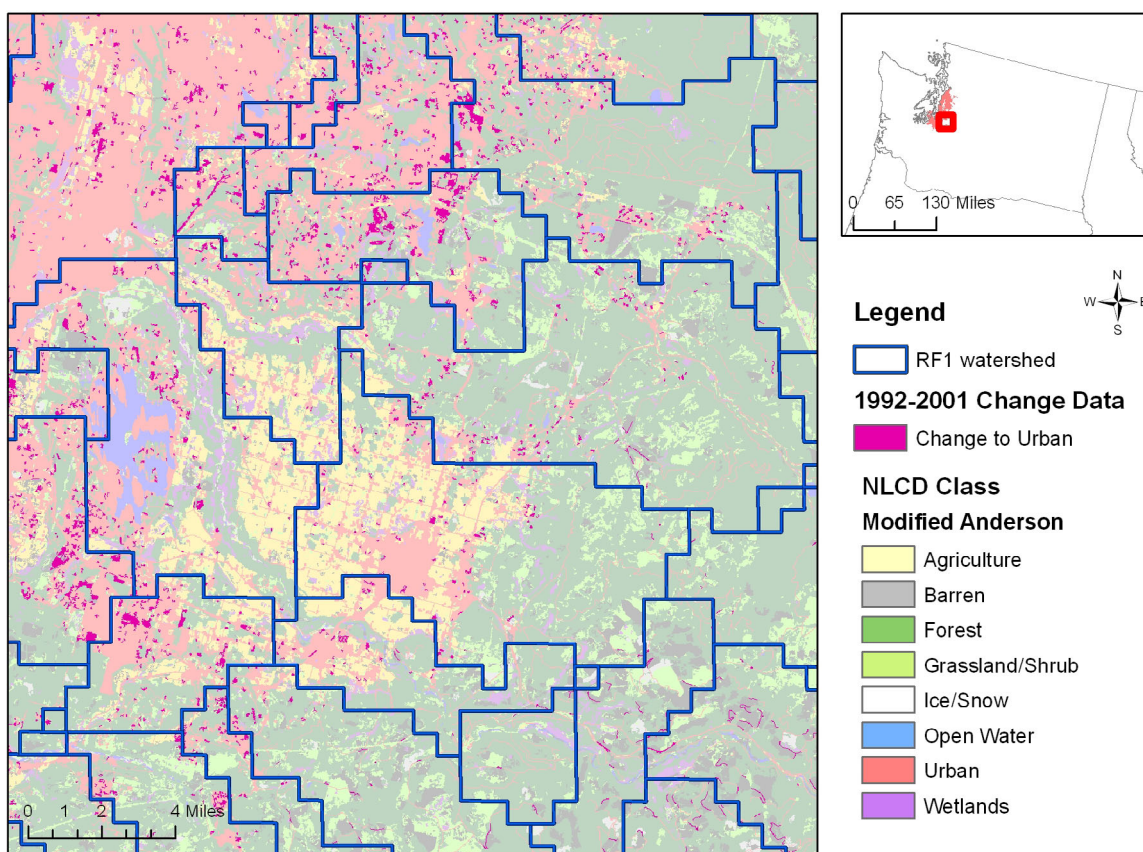 0 65 130 Miles
N
W E
S
Legend
RF1 watershed
1992-2001 Change Data
Change to Urban
NLCD Class
Modified Anderson
Agriculture
Barren
Forest
Grassland/Shrub
Ice/Snow
Open Water
Urban
Wetlands
0 1 2 4 Miles